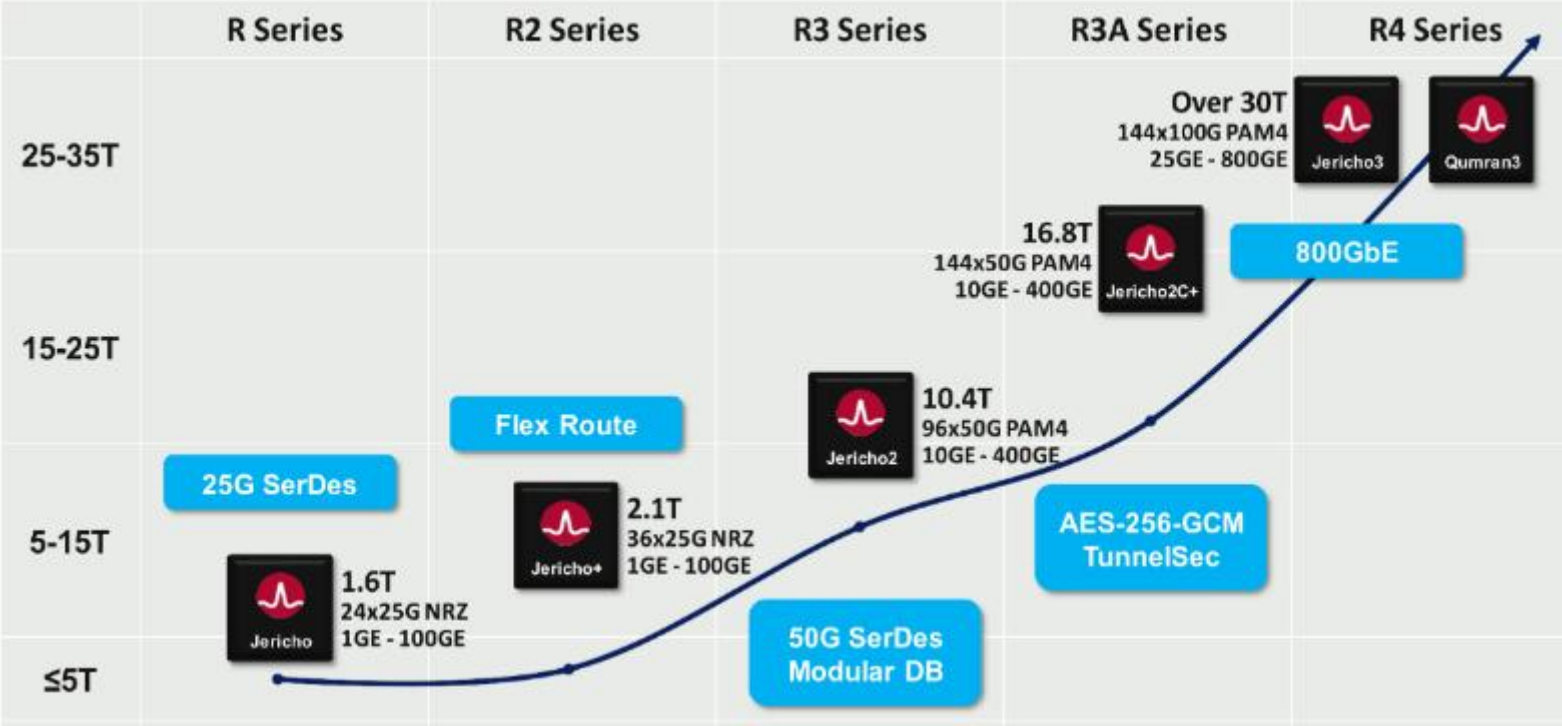 R Series
R2 Series
R3 Series
R3A Series
R4 Series
25-35T
Over 30T
144x100G PAM4
25GE - 800GE
Jericho3
Qumran3
16.8T
144x50G PAM4
10GE - 400GE
Jericho2C+
800GbE
15-25T
Flex Route
Jericho2
10.4T
96x50G PAM4
10GE - 400GE
25G SerDes
5-15T
Jericho+
2.1T
36x25G NRZ
1GE - 100GE
AES-256-GCM
TunnelSec
Jericho
1.6T
24x25G NRZ
1GE - 100GE
50G SerDes
Modular DB
≤5T